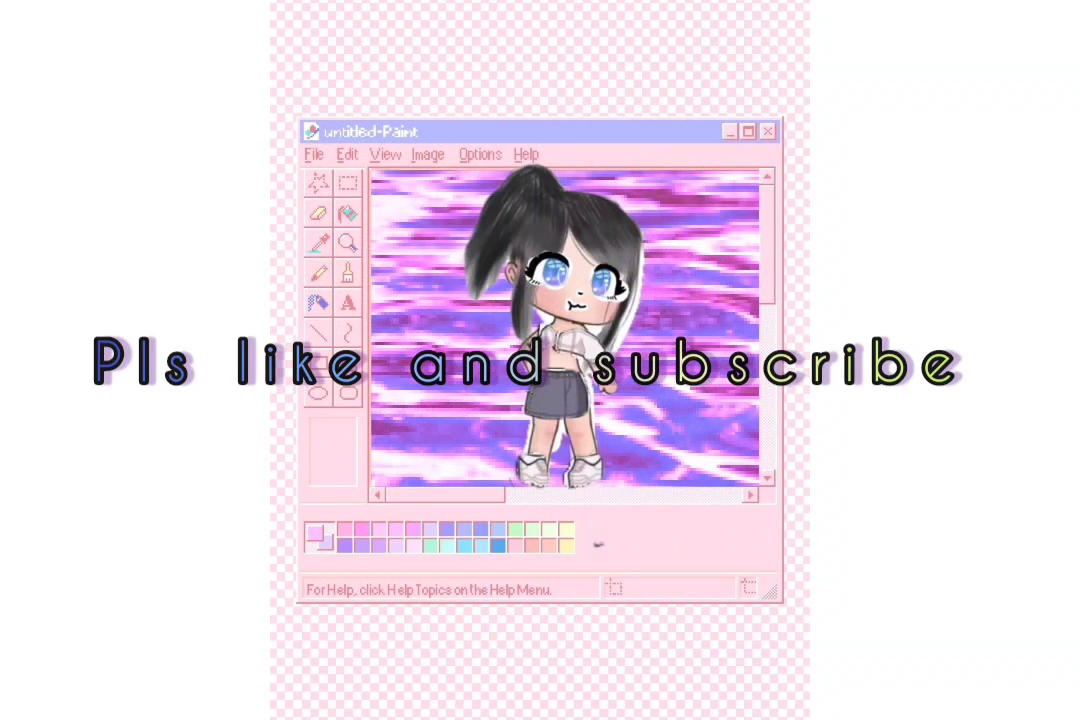 untitled-Paint
File Edit View Image Options Help
A
Pls like and subscribe
For Help, click Help Topics on the Help Menu.